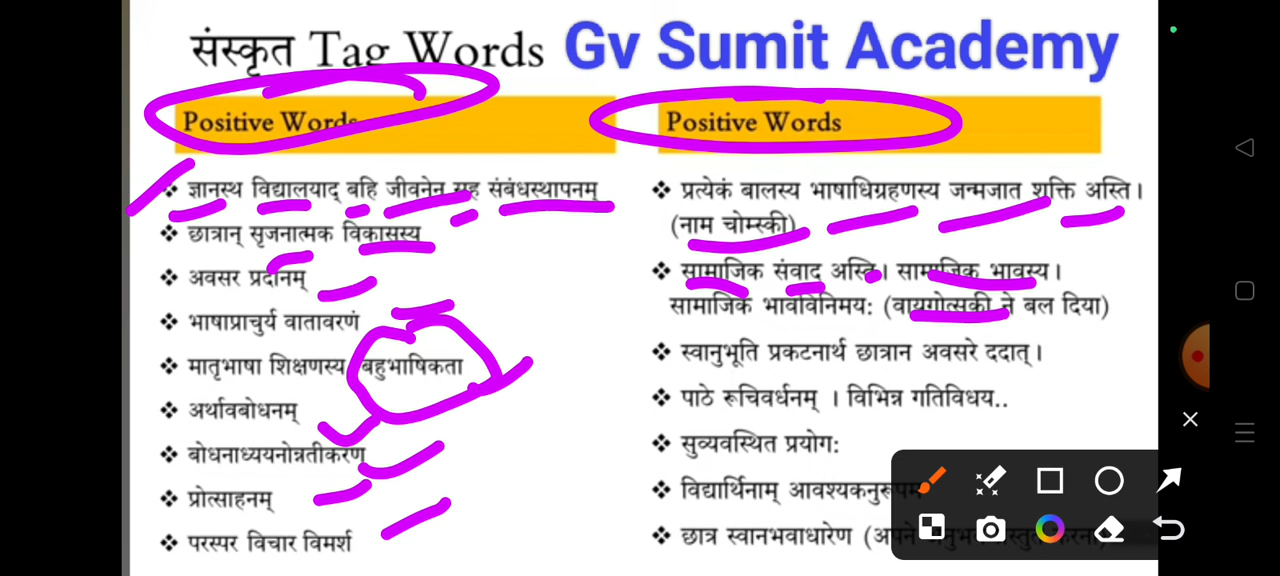 संस्कृत Tag Words Gv Sumit Academy
Positive Words
❖ ज्ञानस्थ विद्यालयाद् बहि जीवनेन सह संबंधस्थापनम्
❖ छात्रान् सृजनात्मक विकासस्य
❖ अवसर प्रदानम्
❖ भाषाप्राचुर्य वातावरणं
❖ मातृभाषा शिक्षणस्य बहुभाषिकता
❖ अर्थावबोधनम्
❖ बोधनाध्ययनोन्नतीकरण
❖ प्रोत्साहनम्
❖ परस्पर विचार विमर्श
Positive Words
❖ प्रत्येकं बालस्य भाषाधिग्रहणस्य जन्मजात शक्ति अस्ति।
(नाम चोम्स्की)
❖ सामाजिक संवाद अस्ति। सामाजिक भावस्य।
सामाजिक भावविनिमय: (वायगोत्सकी ने बल दिया)
❖ स्वानुभूति प्रकटनार्थ छात्रान अवसरे ददात्।
❖ पाठे रूचिवर्धनम् । विभिन्न गतिविधय..
❖ सुव्यवस्थित प्रयोग:
❖ विद्यार्थिनाम् आवश्यकनुरूपम
❖ छात्र स्वानभवाधारेण